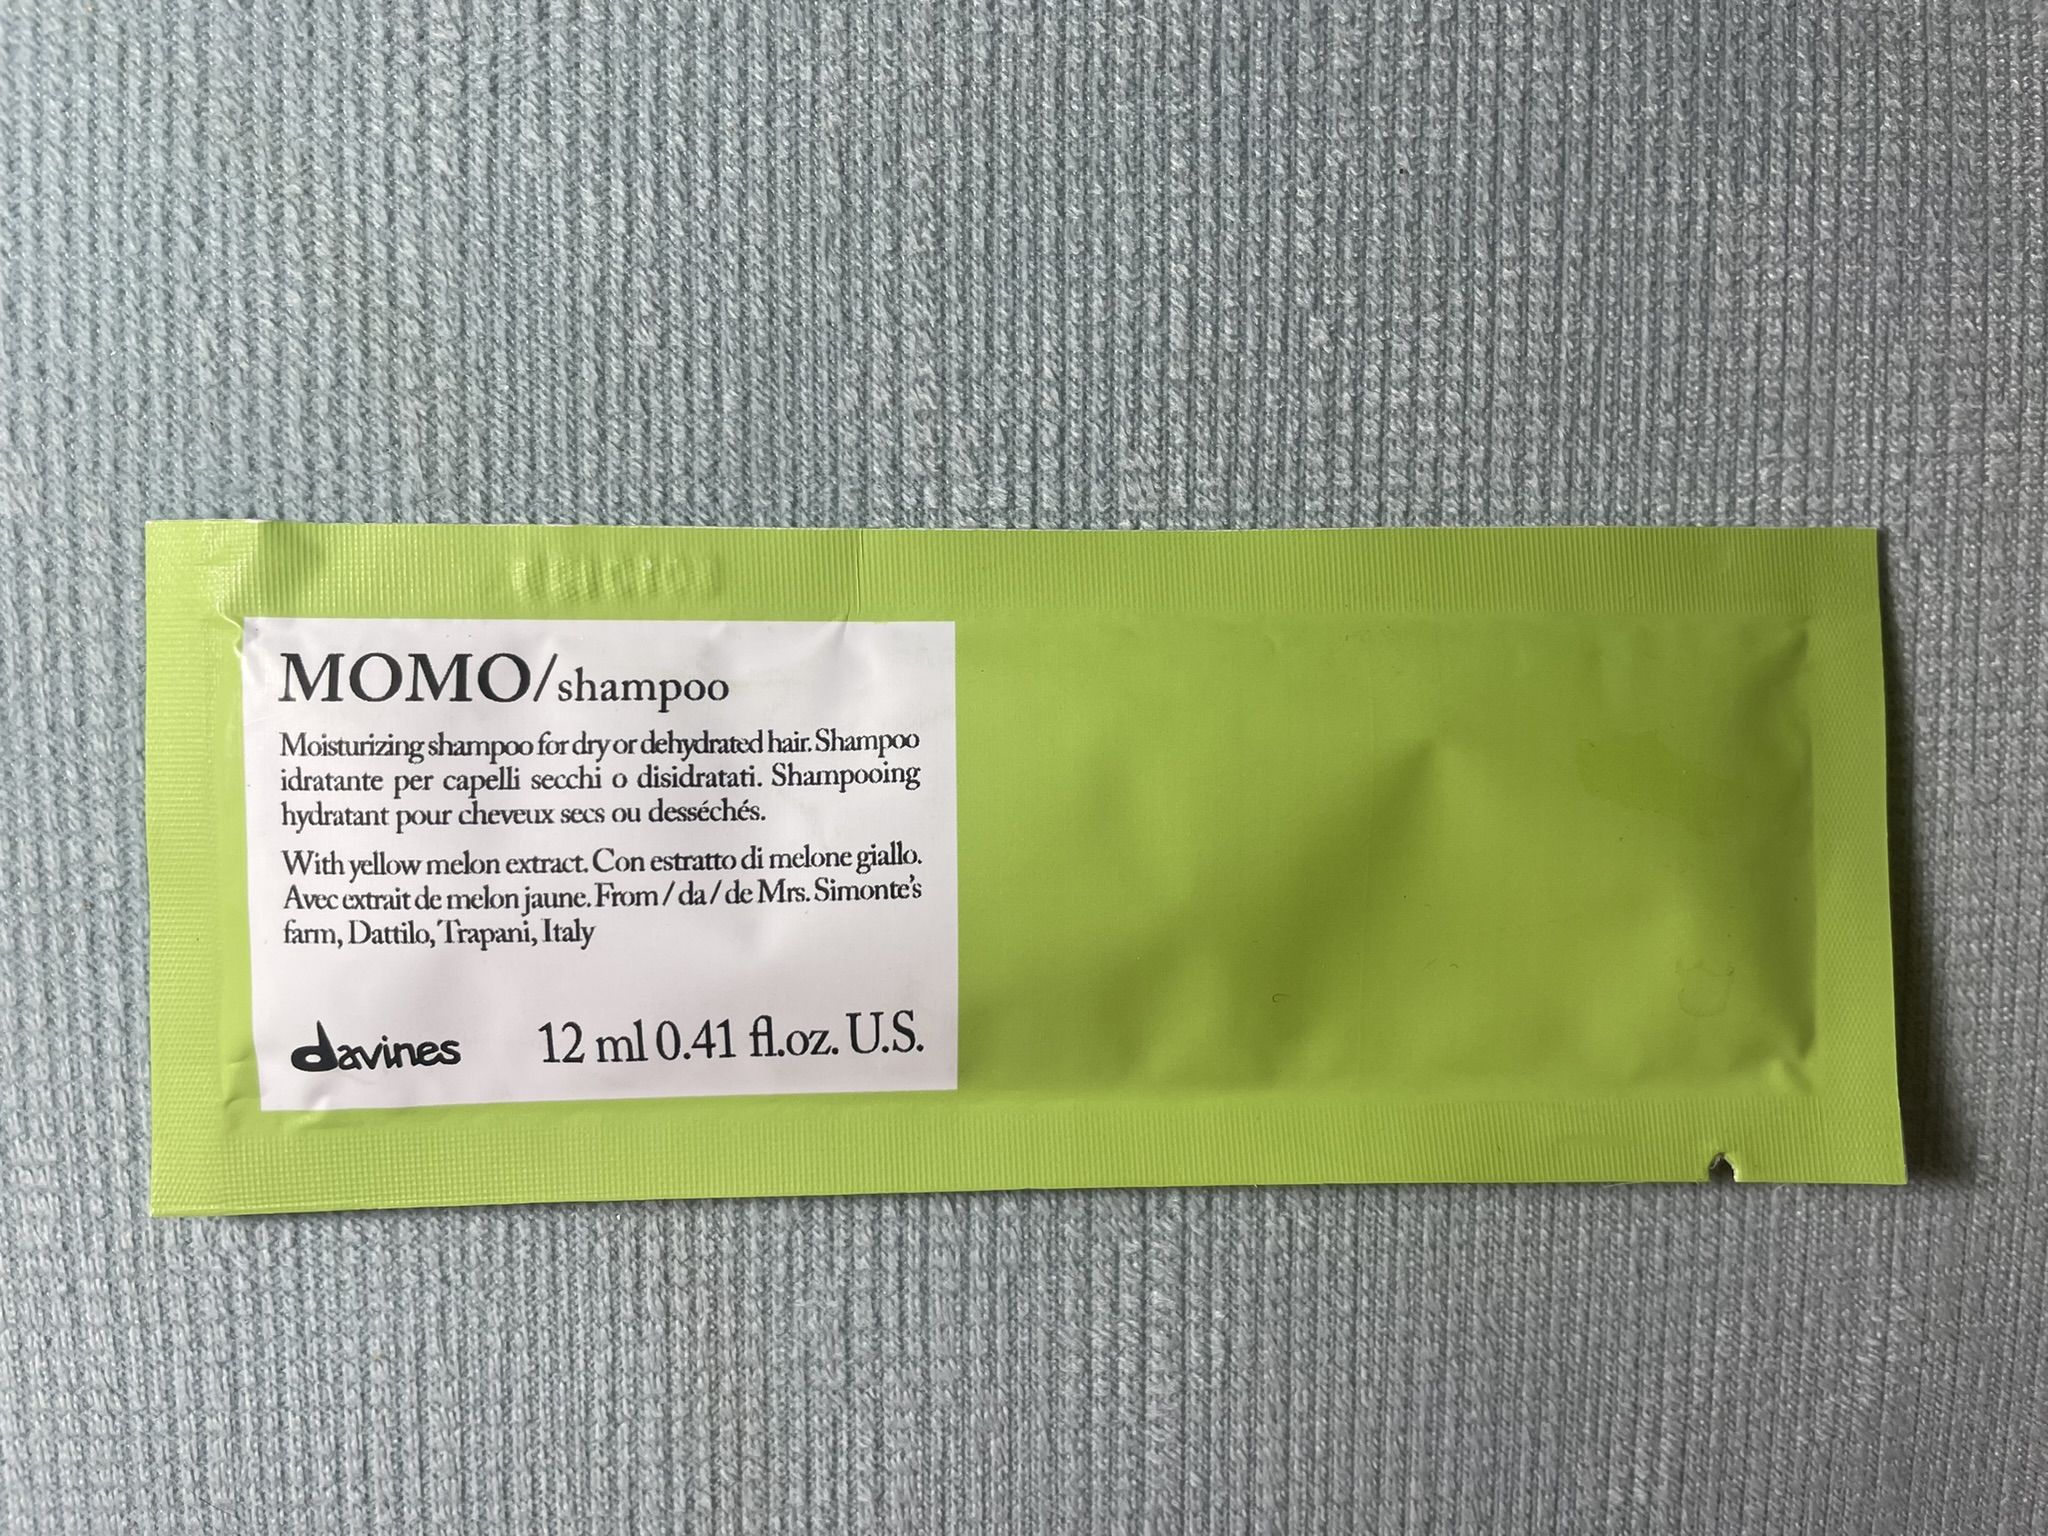 MOMO/shampoo
Moisturizing shampoo for dry or dehydrated hair. Shampoo
idratante per capelli secchi o disidratati. Shampooing
hydratant pour cheveux secs ou desséchés.
With yellow melon extract. Con estratto di melone giallo.
Avec extrait de melon jaune. From / da / de Mrs. Simonte's
farm, Dattilo, Trapani, Italy
davines 12 ml 0.41 fl.oz. U.S.